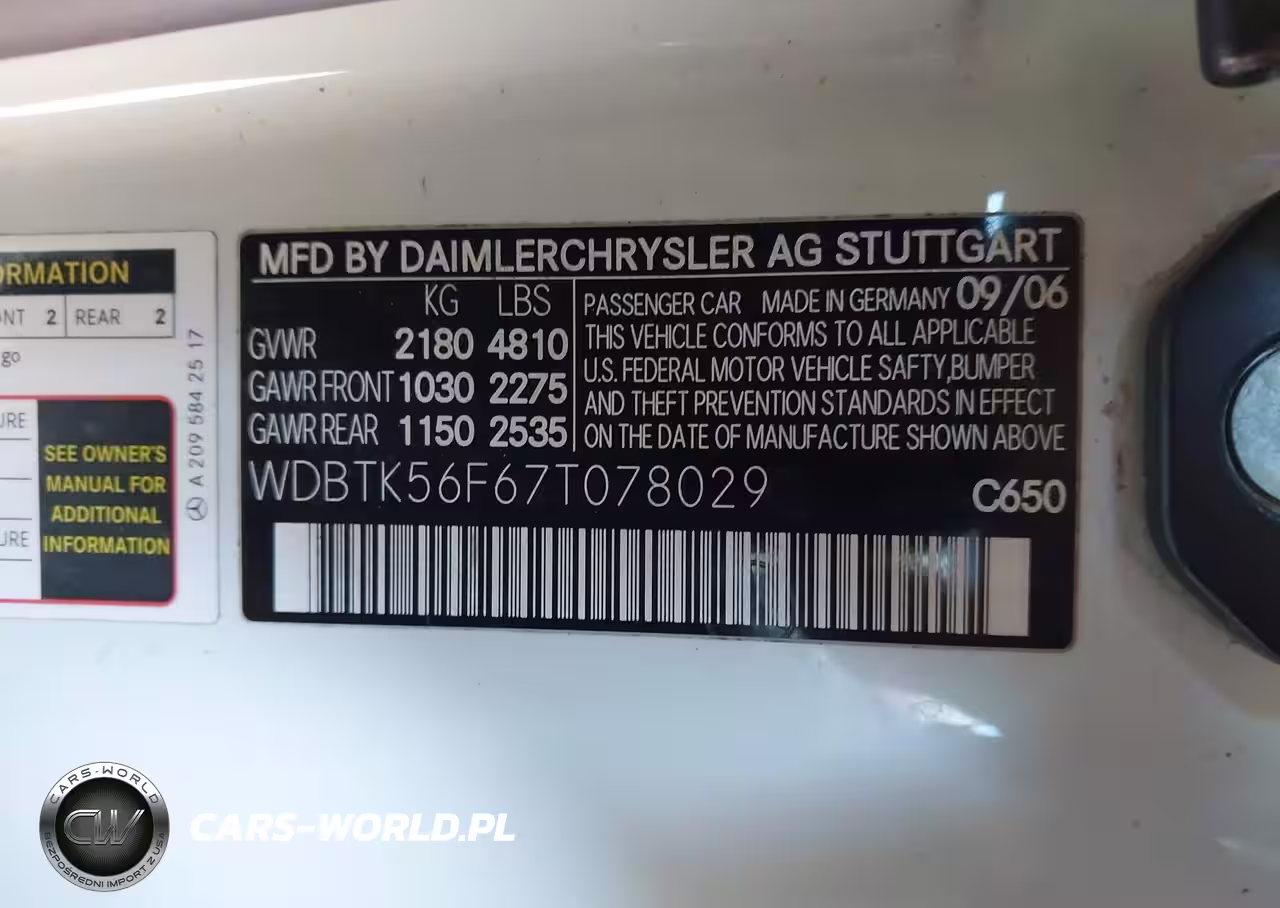 ORMATION
NT 2 REAR 2
go
URE
URE
SEE OWNER'S
MANUAL FOR
ADDITIONAL
INFORMATION
A 209 584 25 17
MFD BY DAIMLERCHRYSLER AG STUTTGART
KG LBS
GVWR 2180 4810
GAWR FRONT 1030 2275
GAWR REAR 1150 2535
PASSENGER CAR MADE IN GERMANY 09/06
THIS VEHICLE CONFORMS TO ALL APPLICABLE
U.S. FEDERAL MOTOR VEHICLE SAFTY,BUMPER
AND THEFT PREVENTION STANDARDS IN EFFECT
ON THE DATE OF MANUFACTURE SHOWN ABOVE
WDBTK56F67T078029
C650
CARS-WORLD
CW
BEZPOŚREDNI IMPORT Z USA
CARS-WORLD.PL